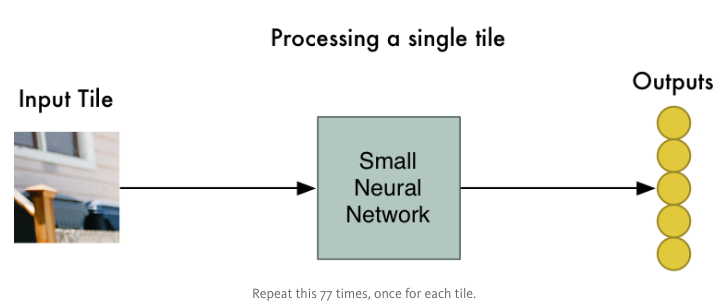 Processing a single tile
Input Tile
Outputs
Small
Neural
Network
Repeat this 77 times, once for each tile.